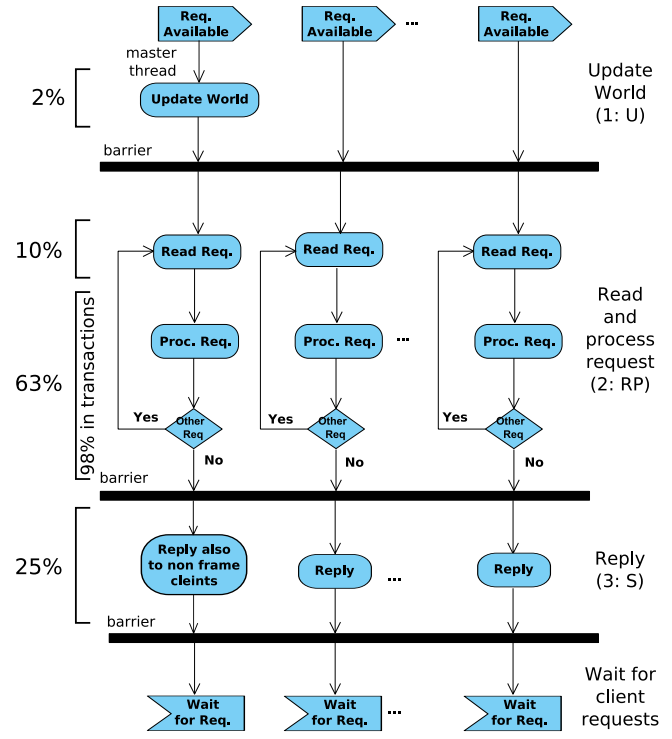 Req.
Available
Req.
Available
...
Req.
Available
master
thread
2%
Update World
Update
World
(1: U)
barrier
10%
Read Req.
Read Req.
Read Req.
98% in transactions
63%
Proc. Req.
Proc. Req.
...
Proc. Req.
Read and
process
request
(2: RP)
Yes
Other
Req
Yes
Other
Req
Yes
Other
Req
No
No
No
barrier
25%
Reply also
to non frame
cleints
Reply
...
Reply
Reply
(3: S)
barrier
Wait
for Req.
Wait
for Req.
...
Wait
for Req.
Wait for
client
requests